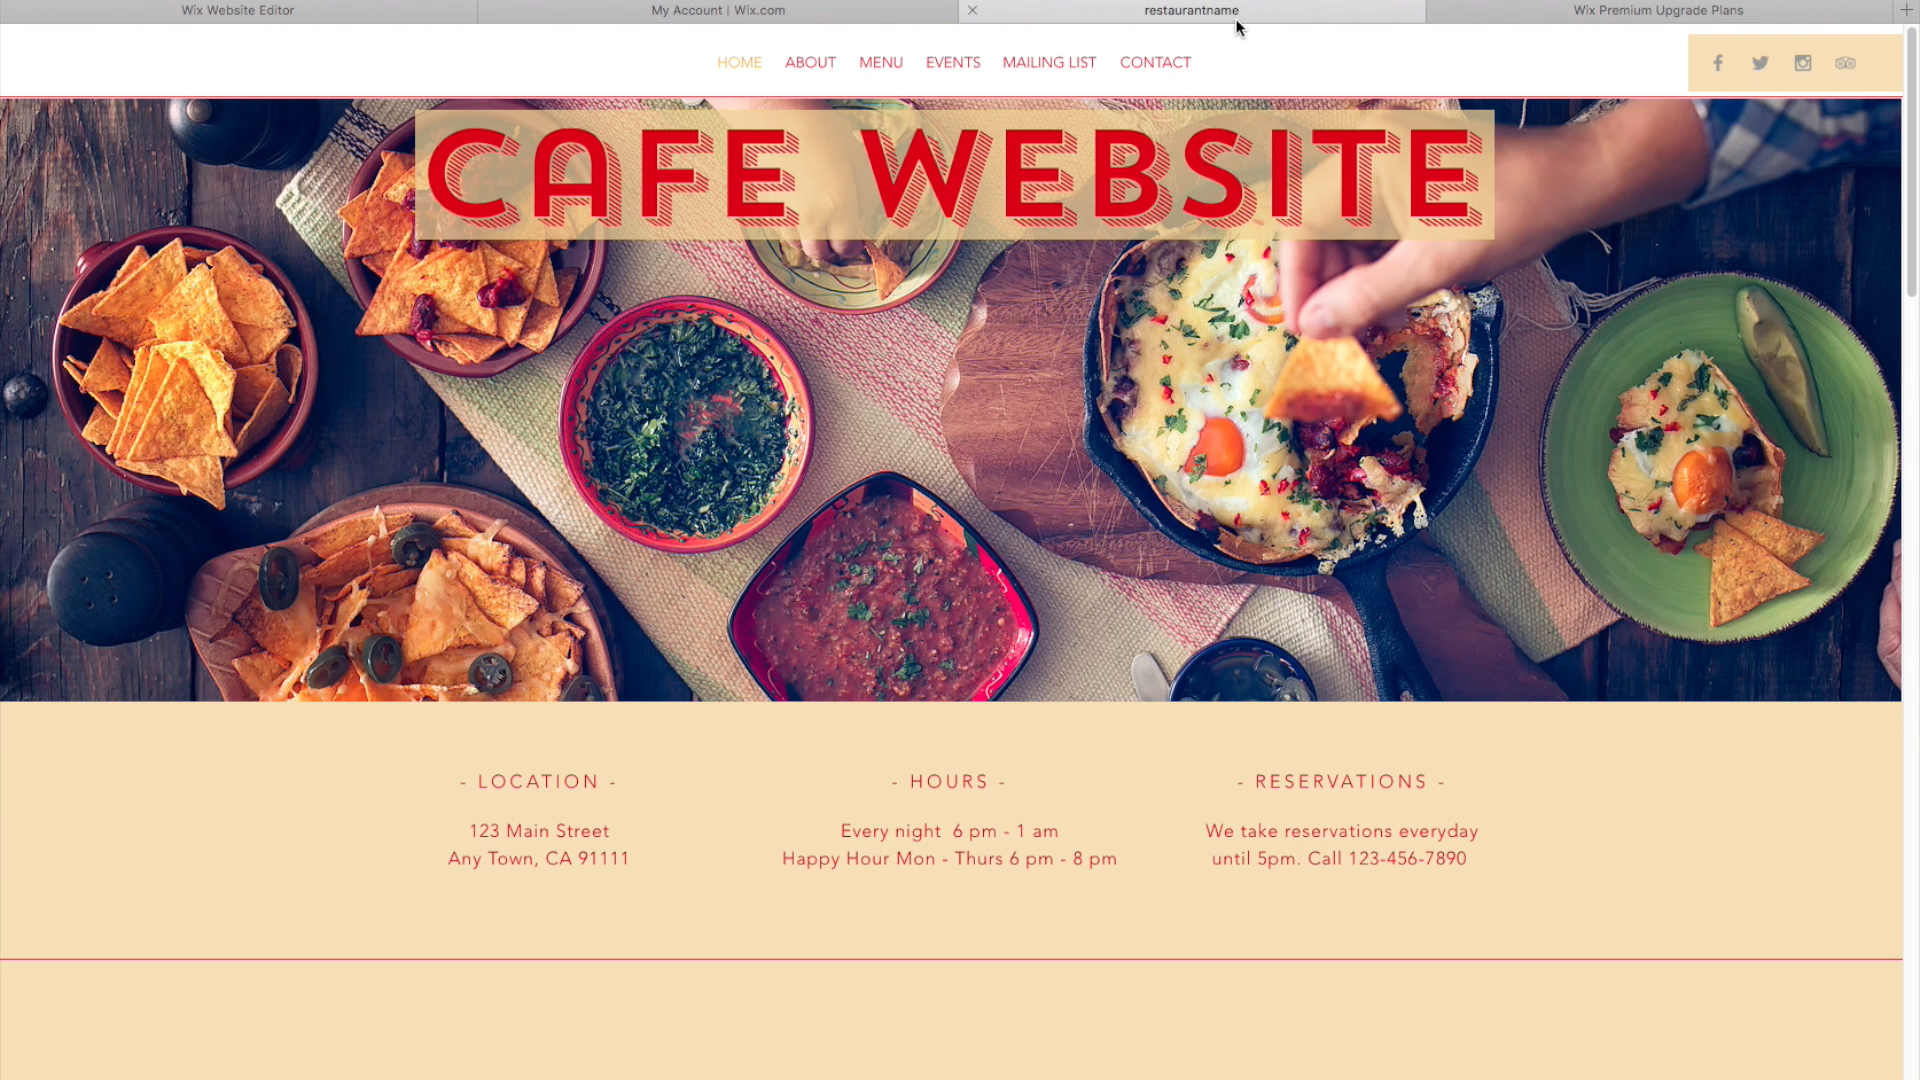 Wix Website Editor
My Account | Wix.com
restaurantname
Wix Premium Upgrade Plans
HOME ABOUT MENU EVENTS MAILING LIST CONTACT
CAFE WEBSITE
- LOCATION -
123 Main Street
Any Town, CA 91111
- HOURS -
Every night 6 pm - 1 am
Happy Hour Mon - Thurs 6 pm - 8 pm
- RESERVATIONS -
We take reservations everyday
until 5pm. Call 123-456-7890